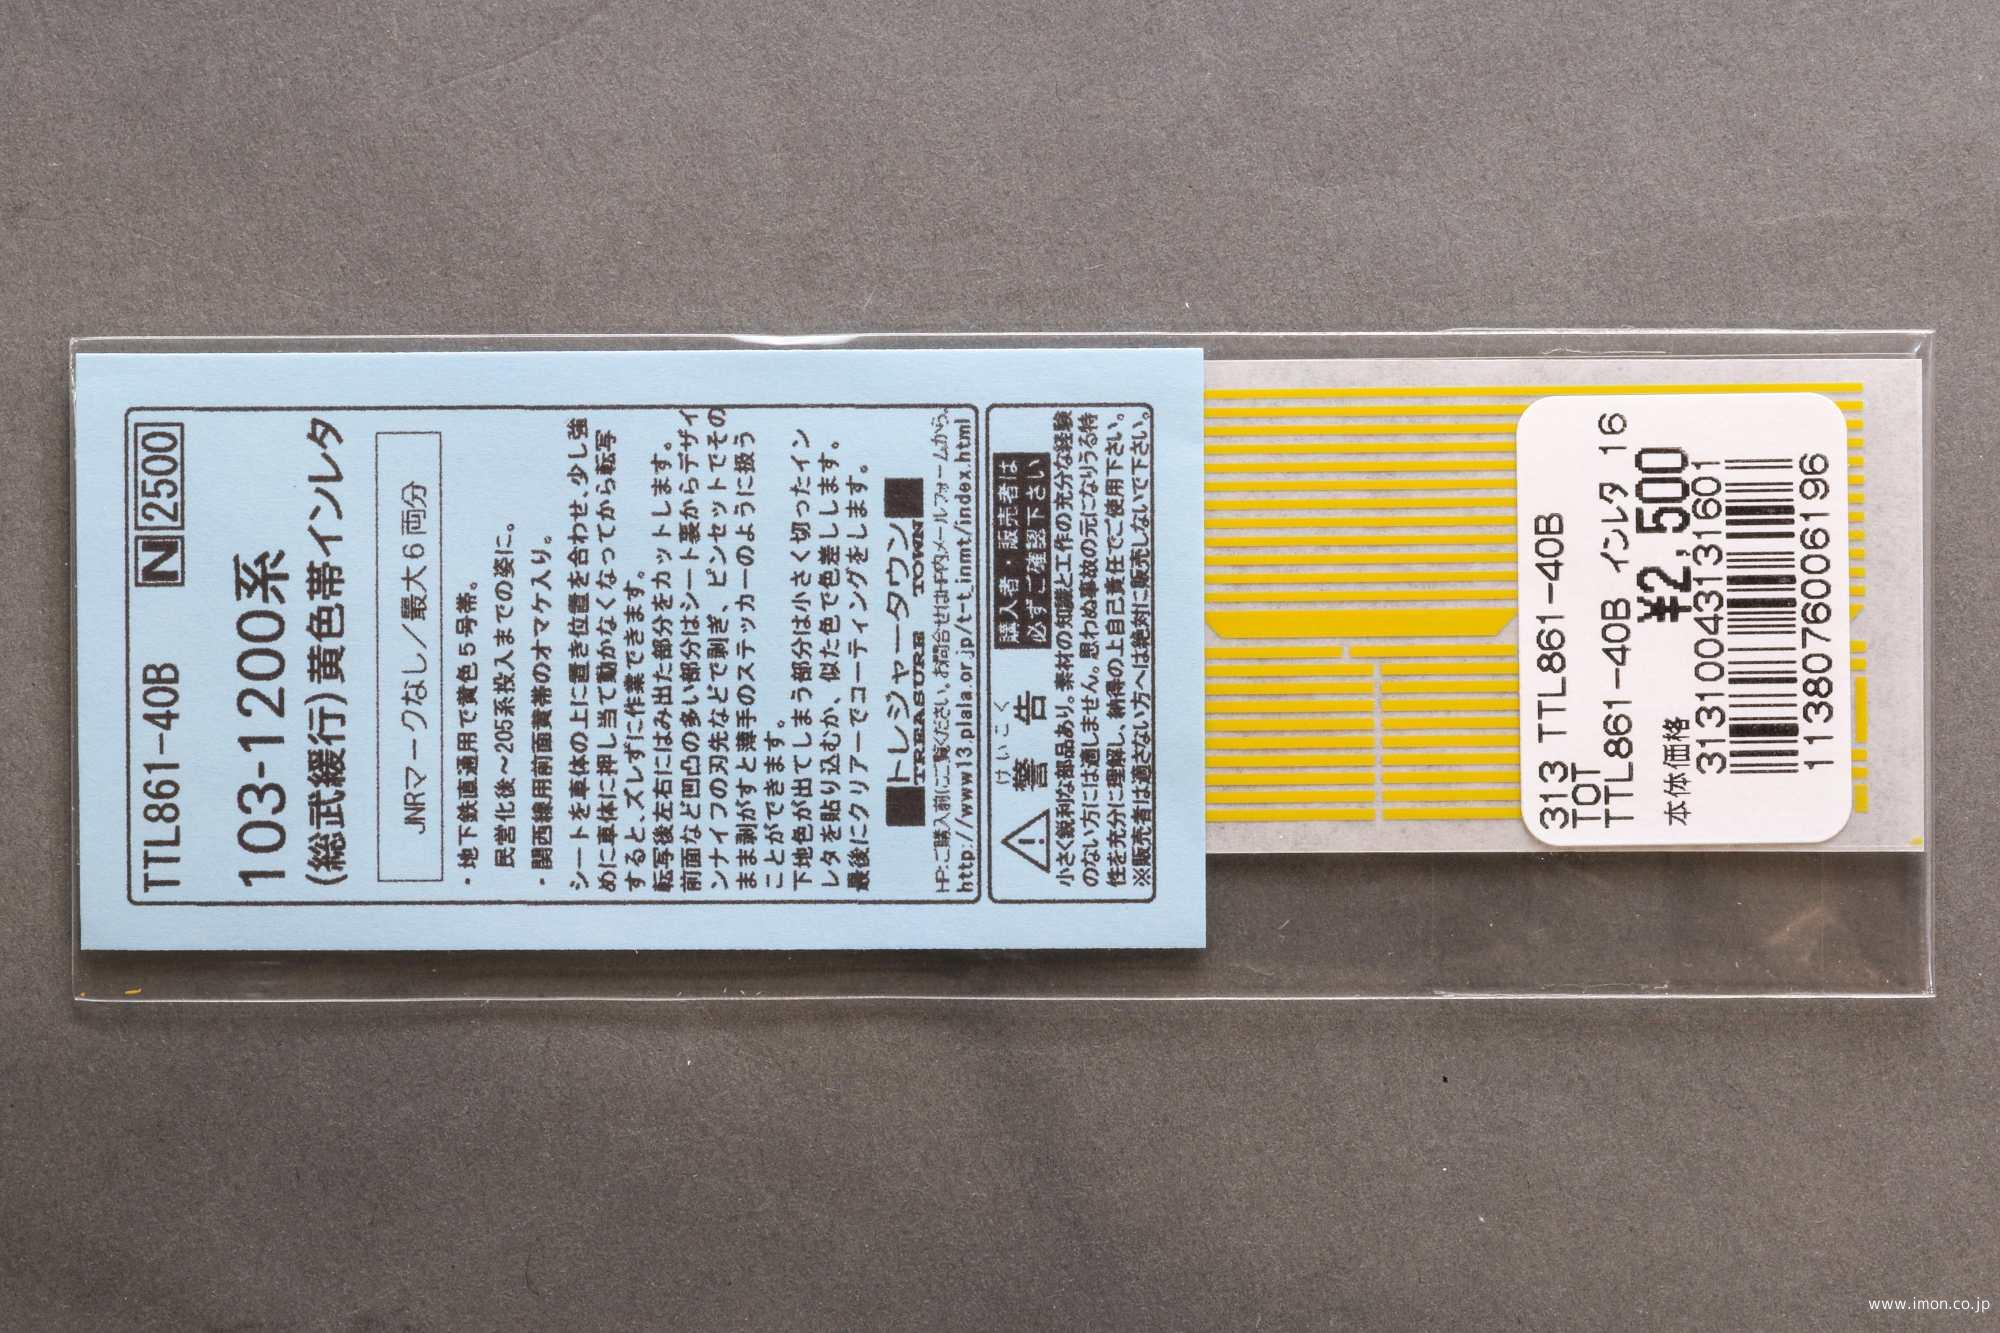 TTL861-40B N 2500
103-1200系
(総武緩行)黄色帯インレタ
JNRマークなし/最大6両分
・地下鉄直通用で黄色5号帯。
民営化後～205系投入までの姿に。
・関西線用前面黄帯のオマケ入り。
シートを車体の上に置き位置を合わせ、少し強
めに車体に押し当て動かなくなってから転写
すると、ズレずに作業できます。
転写後左右にはみ出た部分をカットします。
前面など凹凸の多い部分はシート裏からデザイ
ンナイフの刃先などで剥ぎ、ピンセットでその
まま剥がすと薄手のステッカーのように扱う
ことができます。
下地色が出てしまう部分は小さく切ったイン
レタを貼り込むか、似た色で色差しします。
最後にクリアーでコーティングをします。
トレジャータウン
TREASURE TOWN
HP:ご購入前にご覧ください。お問合せはHP内メールフォームから。
http://www13.plala.or.jp/t-t_inmt/index.html
けいこく
警告
購入者・販売者は
必ずご確認下さい
小さく鋭利な部品あり。素材の知識と工作の充分な経験
のない方には適しません。思わぬ事故の元になりうる特
性を充分に理解し、納得の上自己責任でご使用下さい。
※販売者は適さない方へは絶対に販売しないで下さい。
313 TTL861-40B
TOT
TTL861-40B インレタ 16
本体価格 ¥2,500
31310043131601
1138076006196
www.imon.co.jp